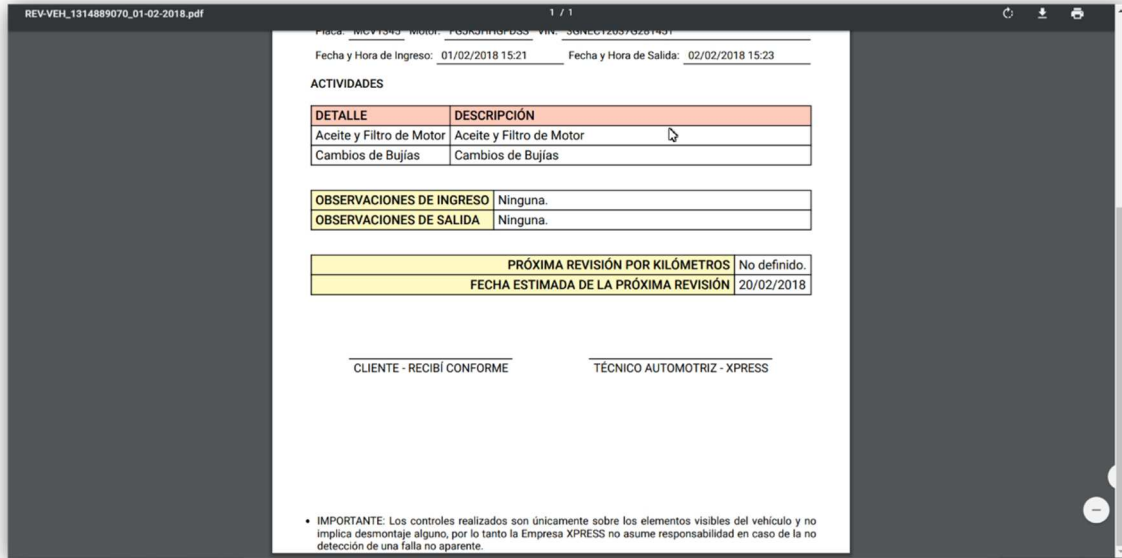 REV-VEH_1314889070_01-02-2018.pdf
1 / 1
Placa: MCV1345 Motor: VIN:
Fecha y Hora de Ingreso: 01/02/2018 15:21 Fecha y Hora de Salida: 02/02/2018 15:23
ACTIVIDADES
DETALLE DESCRIPCIÓN
Aceite y Filtro de Motor Aceite y Filtro de Motor
Cambios de Bujías Cambios de Bujías
OBSERVACIONES DE INGRESO Ninguna.
OBSERVACIONES DE SALIDA Ninguna.
PRÓXIMA REVISIÓN POR KILÓMETROS No definido.
FECHA ESTIMADA DE LA PRÓXIMA REVISIÓN 20/02/2018
CLIENTE - RECIBÍ CONFORME TÉCNICO AUTOMOTRIZ - XPRESS
• IMPORTANTE: Los controles realizados son únicamente sobre los elementos visibles del vehículo y no
implica desmontaje alguno, por lo tanto la Empresa XPRESS no asume responsabilidad en caso de la no
detección de una falla no aparente.